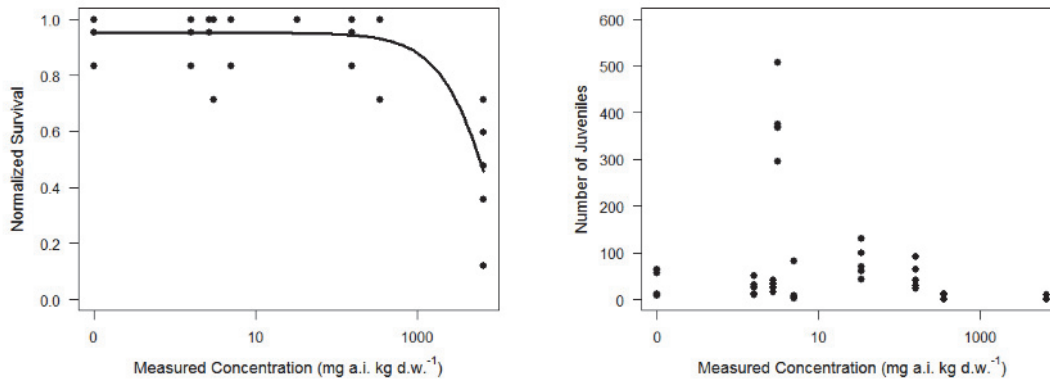 1.0
0.8
0.6
0.4
0.2
0.0
Normalized Survival
0 10 1000
Measured Concentration (mg a.i. kg d.w.⁻¹)
600
500
400
300
200
100
0
Number of Juveniles
0 10 1000
Measured Concentration (mg a.i. kg d.w.⁻¹)